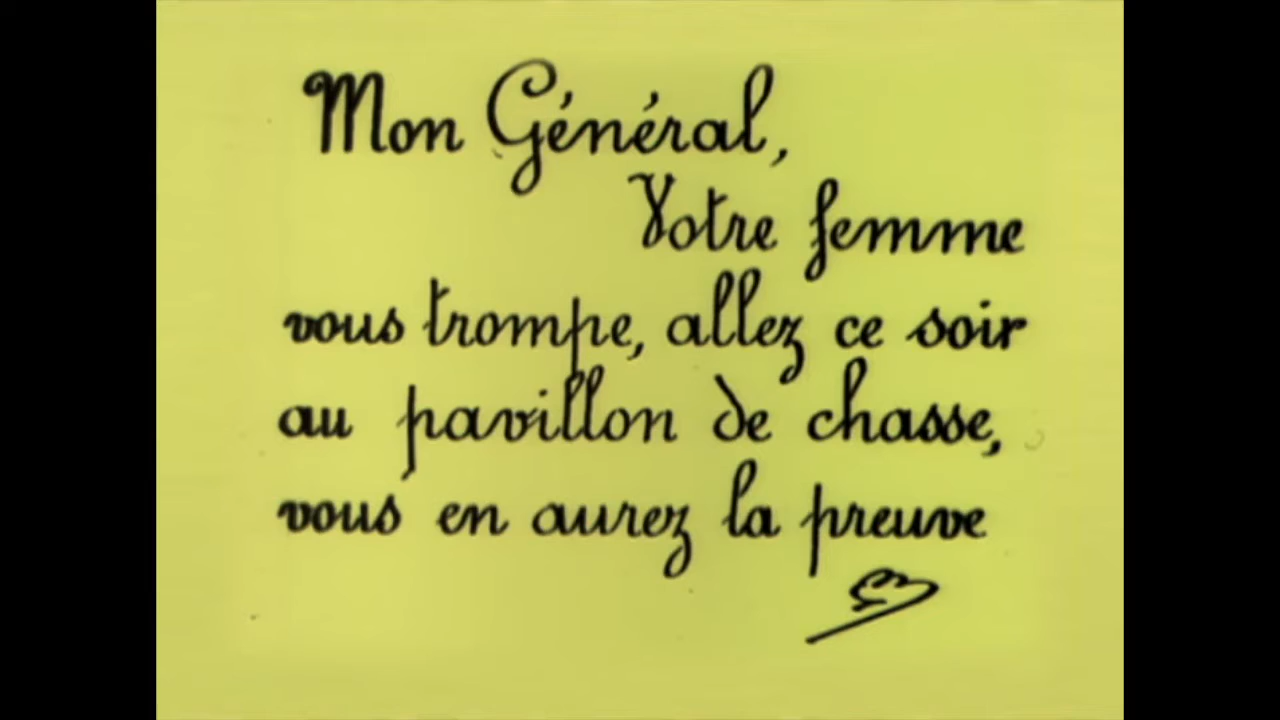 Mon Général,
Votre femme
vous trompe, allez ce soir
au pavillon de chasse,
vous en aurez la preuve